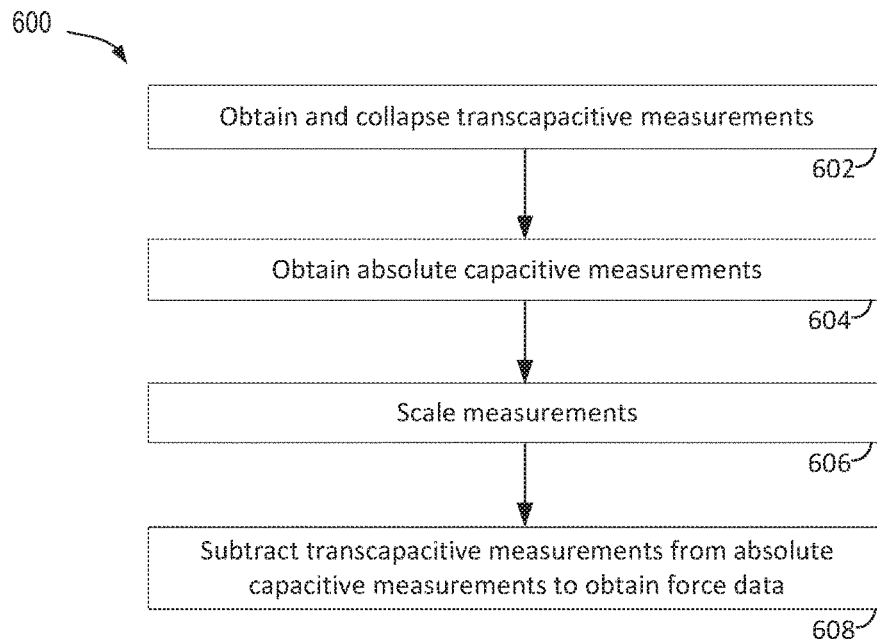 600
Obtain and collapse transcapacitive measurements
602
Obtain absolute capacitive measurements
604
Scale measurements
606
Subtract transcapacitive measurements from absolute
capacitive measurements to obtain force data
608